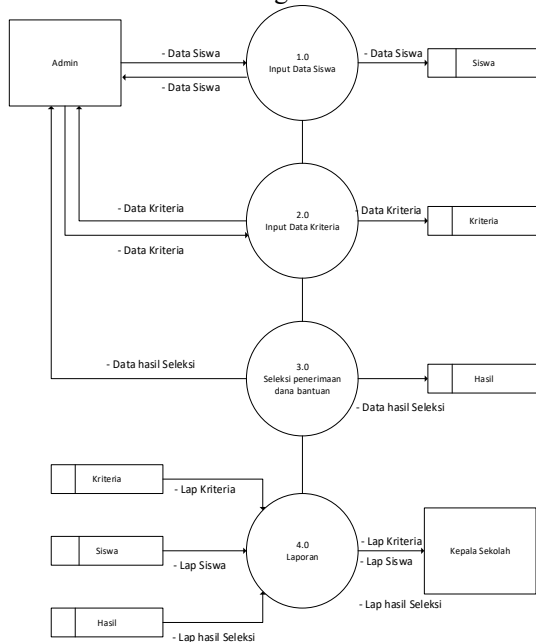 Admin
- Data Siswa
- Data Siswa
1.0
Input Data Siswa
- Data Siswa
Siswa
- Data Kriteria
- Data Kriteria
2.0
Input Data Kriteria
- Data Kriteria
Kriteria
- Data hasil Seleksi
3.0
Seleksi penerimaan
dana bantuan
- Data hasil Seleksi
Hasil
Kriteria
- Lap Kriteria
Siswa
- Lap Siswa
Hasil
- Lap hasil Seleksi
4.0
Laporan
- Lap Kriteria
- Lap Siswa
- Lap hasil Seleksi
Kepala Sekolah